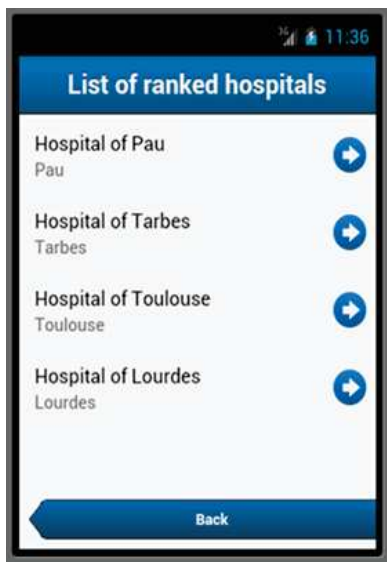 3G 11:36
List of ranked hospitals
Hospital of Pau
Pau
Hospital of Tarbes
Tarbes
Hospital of Toulouse
Toulouse
Hospital of Lourdes
Lourdes
Back